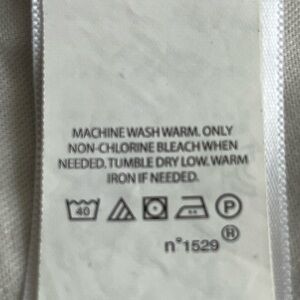 MACHINE WASH WARM. ONLY
NON-CHLORINE BLEACH WHEN
NEEDED. TUMBLE DRY LOW. WARM
IRON IF NEEDED.
40 P
n°1529 H